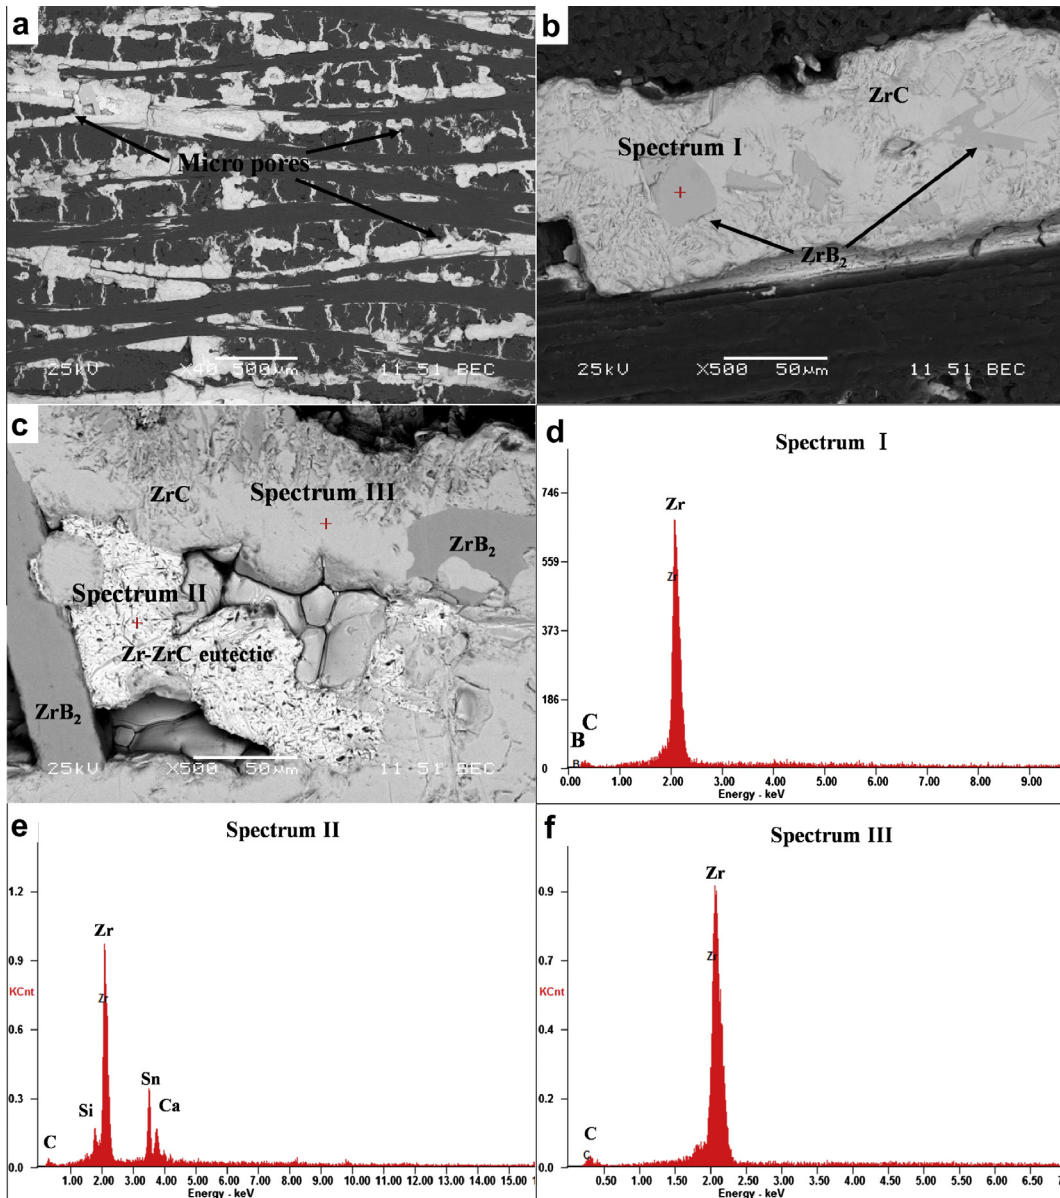 a
Micro pores
25kV X40 500μm 11 51 BEC
b
ZrC
Spectrum I
ZrB₂
25kV X500 50μm 11 51 BEC
c
ZrC
Spectrum III
ZrB₂
Spectrum II
Zr-ZrC eutectic
ZrB₂
25kV X500 50μm 11 51 BEC
d
Spectrum I
746
559
373
186
0
Zr
Zr
C
B
B
0.00 1.00 2.00 3.00 4.00 5.00 6.00 7.00 8.00 9.00
Energy - keV
e
Spectrum II
1.2
0.9
KCnt
0.6
0.3
0.0
Zr
Zr
Sn
Si
Ca
C
1.00 2.00 3.00 4.00 5.00 6.00 7.00 8.00 9.00 10.00 11.00 12.00 13.00 14.00 15.00 1
Energy - keV
f
Spectrum III
0.9
0.7
KCnt
0.4
0.2
0.0
Zr
Zr
C
C
0.50 1.00 1.50 2.00 2.50 3.00 3.50 4.00 4.50 5.00 5.50 6.00 6.50
Energy - keV